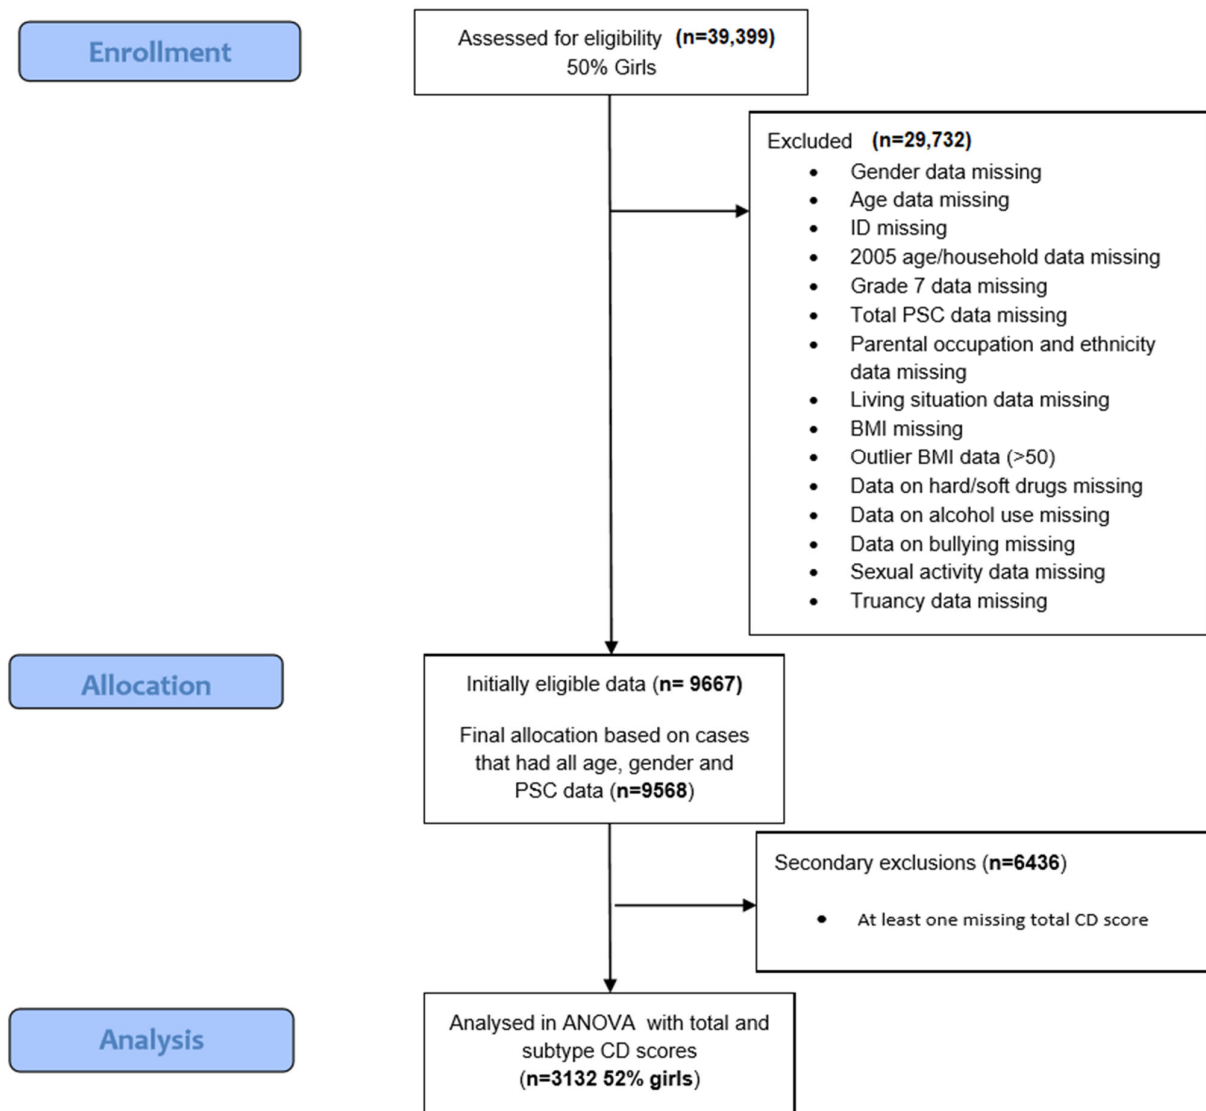 Enrollment
Assessed for eligibility (n=39,399)
50% Girls
Excluded (n=29,732)
• Gender data missing
• Age data missing
• ID missing
• 2005 age/household data missing
• Grade 7 data missing
• Total PSC data missing
• Parental occupation and ethnicity
data missing
• Living situation data missing
• BMI missing
• Outlier BMI data (>50)
• Data on hard/soft drugs missing
• Data on alcohol use missing
• Data on bullying missing
• Sexual activity data missing
• Truancy data missing
Allocation
Initially eligible data (n= 9667)
Final allocation based on cases
that had all age, gender and
PSC data (n=9568)
Secondary exclusions (n=6436)
• At least one missing total CD score
Analysis
Analysed in ANOVA with total and
subtype CD scores
(n=3132 52% girls)